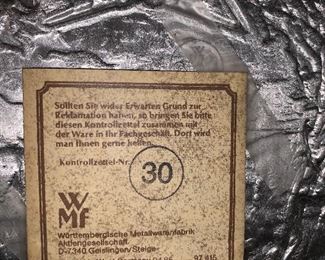 Sollten Sie wider Erwarten Grund zur
Reklamation haben, so bringen Sie bitte
diesen Kontrollzettel zusammen mit
der Ware in Ihr Fachgeschäft. Dort wird
man Ihnen gerne helfen.
Kontrollzettel-Nr.
30
WMF
Württembergische Metallwarenfabrik
Aktiengesellschaft
D-7340 Geislingen/Steige